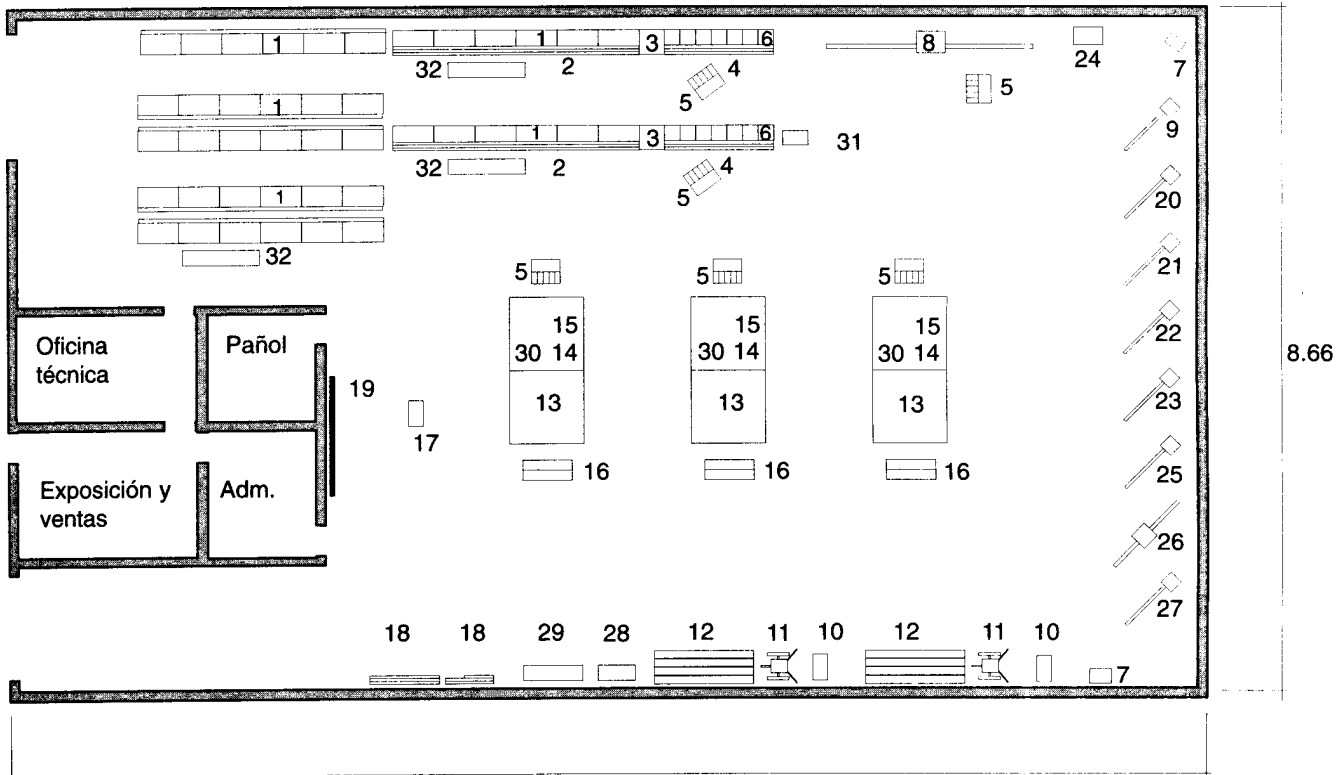 1 1 3 6 8 24 7
32 2 4 5 5
1 1 3 6 31 9
32 2 4 5
1 20
32 21
5 5 5
Oficina técnica
Pañol
15 15 15 22
30 14 30 14 30 14 8.66
19 13 13 13 23
17
16 16 16 25
Exposición y ventas
Adm.
26
27
18 18 29 28 12 11 10 12 11 10
7